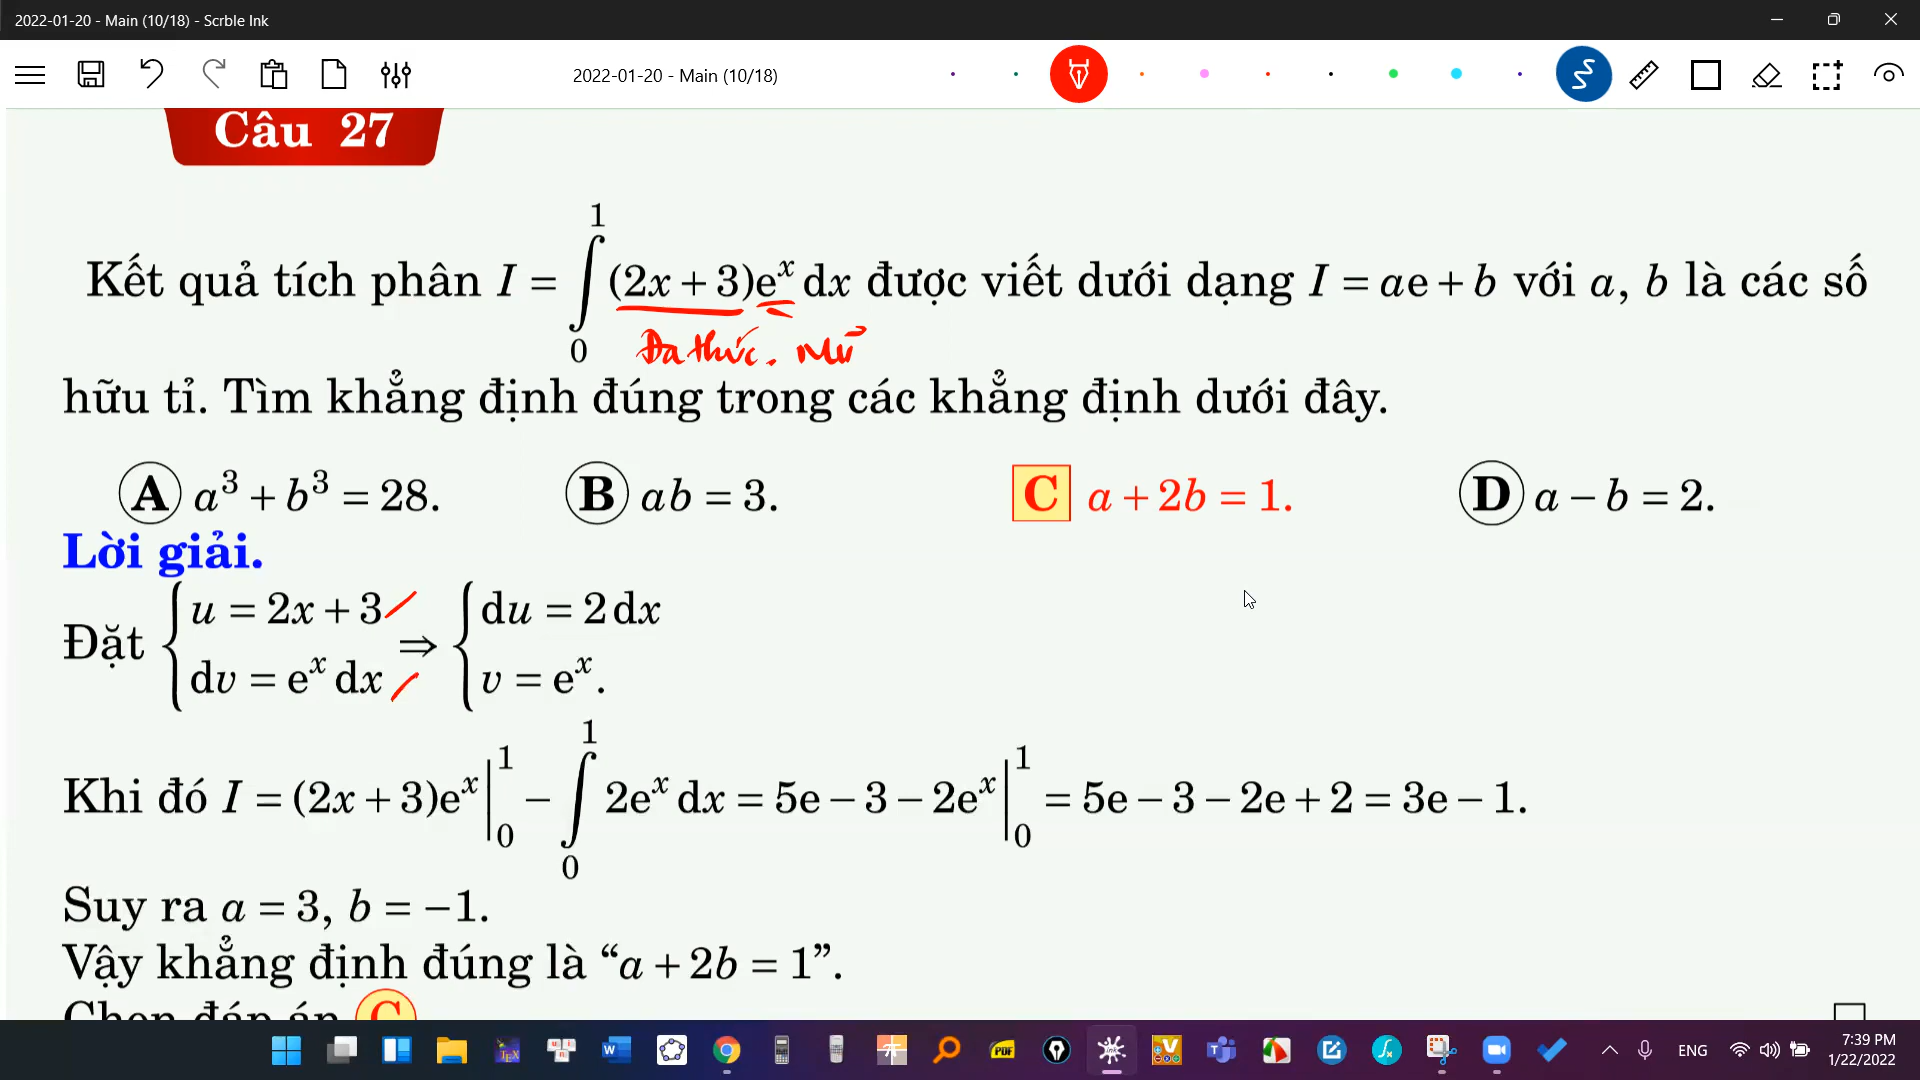 2022-01-20 - Main (10/18) - Scrble Ink
2022-01-20 - Main (10/18)
Câu 27
Kết quả tích phân I = ∫₀¹ (2x + 3)eˣ dx được viết dưới dạng I = ae + b với a, b là các số
Đa thức. Mũ
hữu tỉ. Tìm khẳng định đúng trong các khẳng định dưới đây.
A a³ + b³ = 28. B ab = 3. C a + 2b = 1. D a − b = 2.
Lời giải.
Đặt { u = 2x + 3 ; dv = eˣ dx ⇒ { du = 2 dx ; v = eˣ.
Khi đó I = (2x + 3)eˣ|₀¹ − ∫₀¹ 2eˣ dx = 5e − 3 − 2eˣ|₀¹ = 5e − 3 − 2e + 2 = 3e − 1.
Suy ra a = 3, b = −1.
Vậy khẳng định đúng là “a + 2b = 1”.
Chọn đáp án C
ENG
7:39 PM
1/22/2022